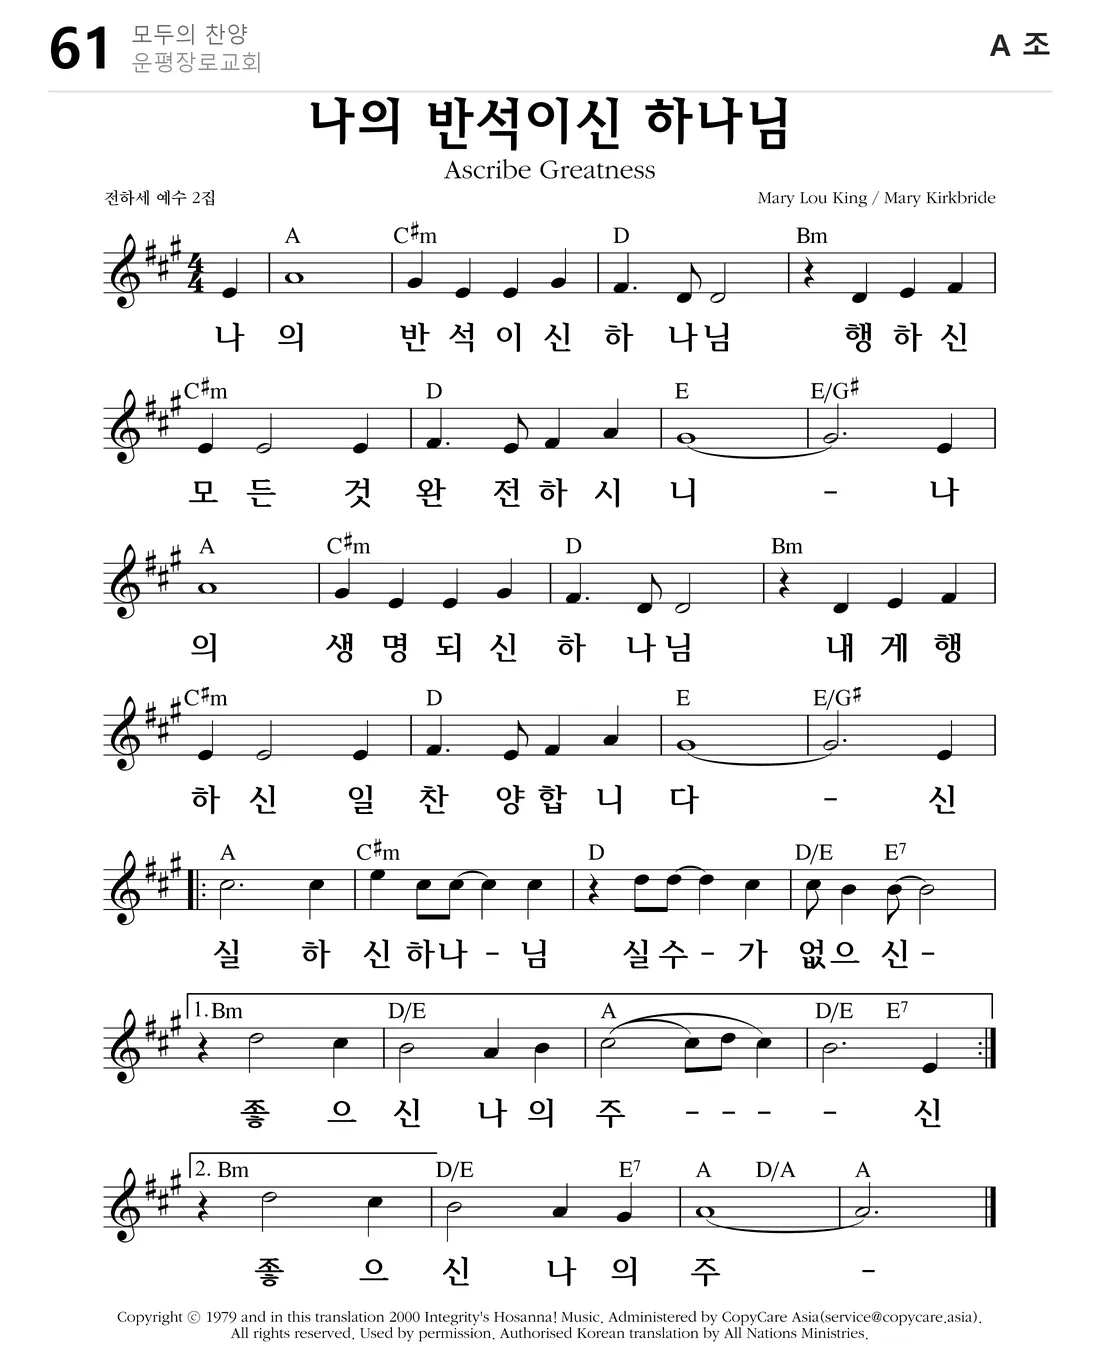 61 모두의 찬양
운평장로교회
A 조
나의 반석이신 하나님
Ascribe Greatness
전하세 예수 2집
Mary Lou King / Mary Kirkbride
A C#m D Bm
나 의 반 석 이 신 하 나 님 행 하 신
C#m D E E/G#
모 든 것 완 전 하 시 니 - 나
A C#m D Bm
의 생 명 되 신 하 나 님 내 게 행
C#m D E E/G#
하 신 일 찬 양 합 니 다 - 신
A C#m D D/E E7
실 하 신 하 나 - 님 실 수 - 가 없 으 신 -
1. Bm D/E A D/E E7
좋 으 신 나 의 주 - - - - 신
2. Bm D/E E7 A D/A A
좋 으 신 나 의 주 -
Copyright ⓒ 1979 and in this translation 2000 Integrity's Hosanna! Music. Administered by CopyCare Asia(service@copycare.asia).
All rights reserved. Used by permission. Authorised Korean translation by All Nations Ministries.